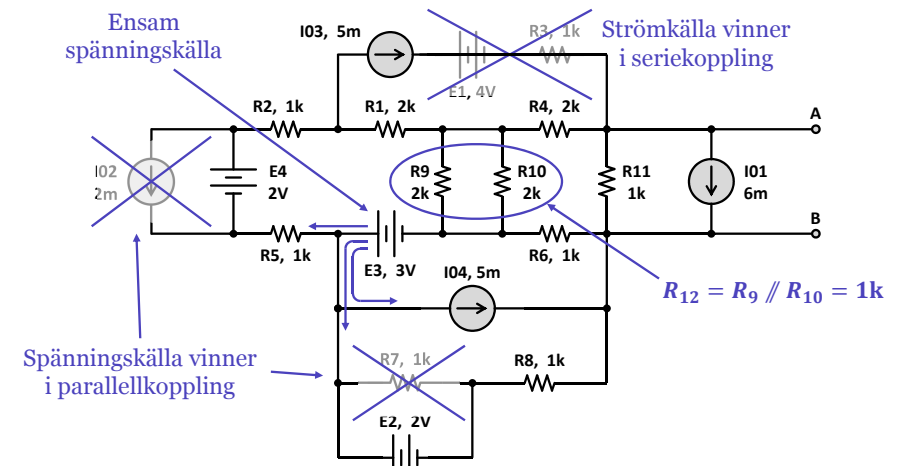 Ensam
spänningskälla
I03, 5m
R3, 1k
E1, 4V
Strömkälla vinner
i seriekoppling
R2, 1k
R1, 2k
R4, 2k
A
I02
2m
E4
2V
R9
2k
R10
2k
R11
1k
I01
6m
B
R5, 1k
E3, 3V
R6, 1k
I04, 5m
R₁₂ = R₉ // R₁₀ = 1k
Spänningskälla vinner
i parallellkoppling
R7, 1k
R8, 1k
E2, 2V